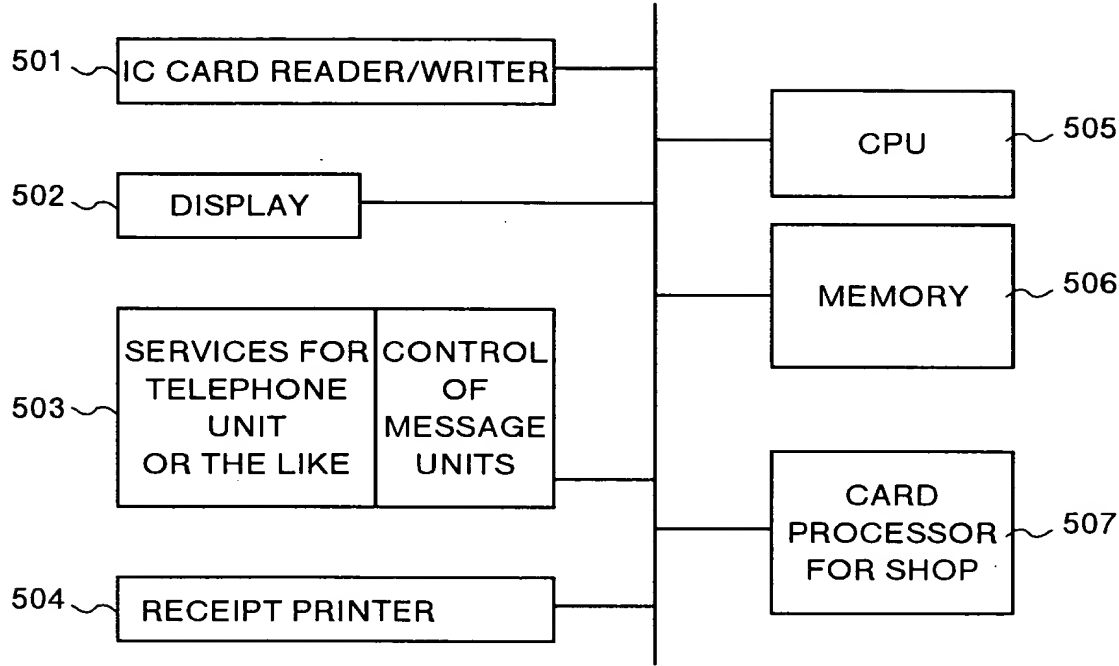 501
IC CARD READER/WRITER
502
DISPLAY
503
SERVICES FOR
TELEPHONE
UNIT
OR THE LIKE
CONTROL
OF
MESSAGE
UNITS
504
RECEIPT PRINTER
CPU
505
MEMORY
506
CARD
PROCESSOR
FOR SHOP
507